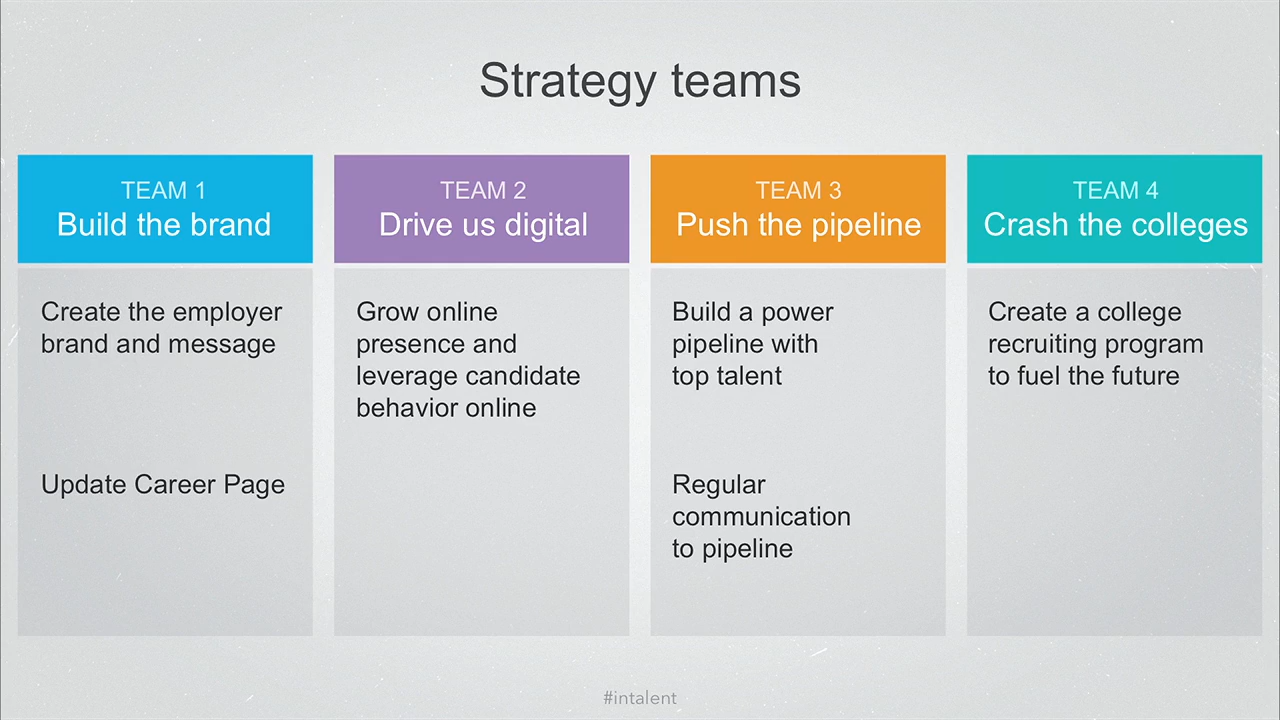 Strategy teams
TEAM 1
Build the brand
Create the employer
brand and message
Update Career Page
TEAM 2
Drive us digital
Grow online
presence and
leverage candidate
behavior online
TEAM 3
Push the pipeline
Build a power
pipeline with
top talent
Regular
communication
to pipeline
TEAM 4
Crash the colleges
Create a college
recruiting program
to fuel the future
#intalent